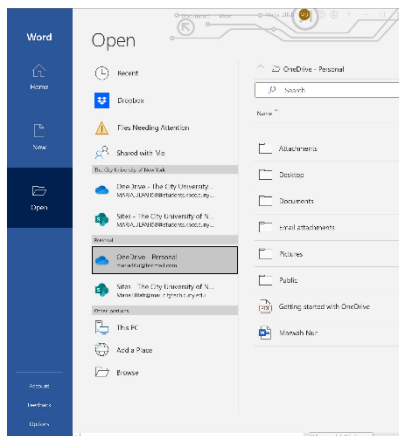 Word
Home
New
Open
Account
Feedback
Options
Open
Recent
Dropbox
Files Needing Attention
Shared with Me
The City University of New York
OneDrive - The City University...
Sites - The City University of N...
Personal
OneDrive - Personal
Sites - The City University of N...
Other locations
This PC
Add a Place
Browse
OneDrive - Personal
Search
Name
Attachments
Desktop
Documents
Email attachments
Pictures
Public
Getting started with OneDrive
Marwah Nur